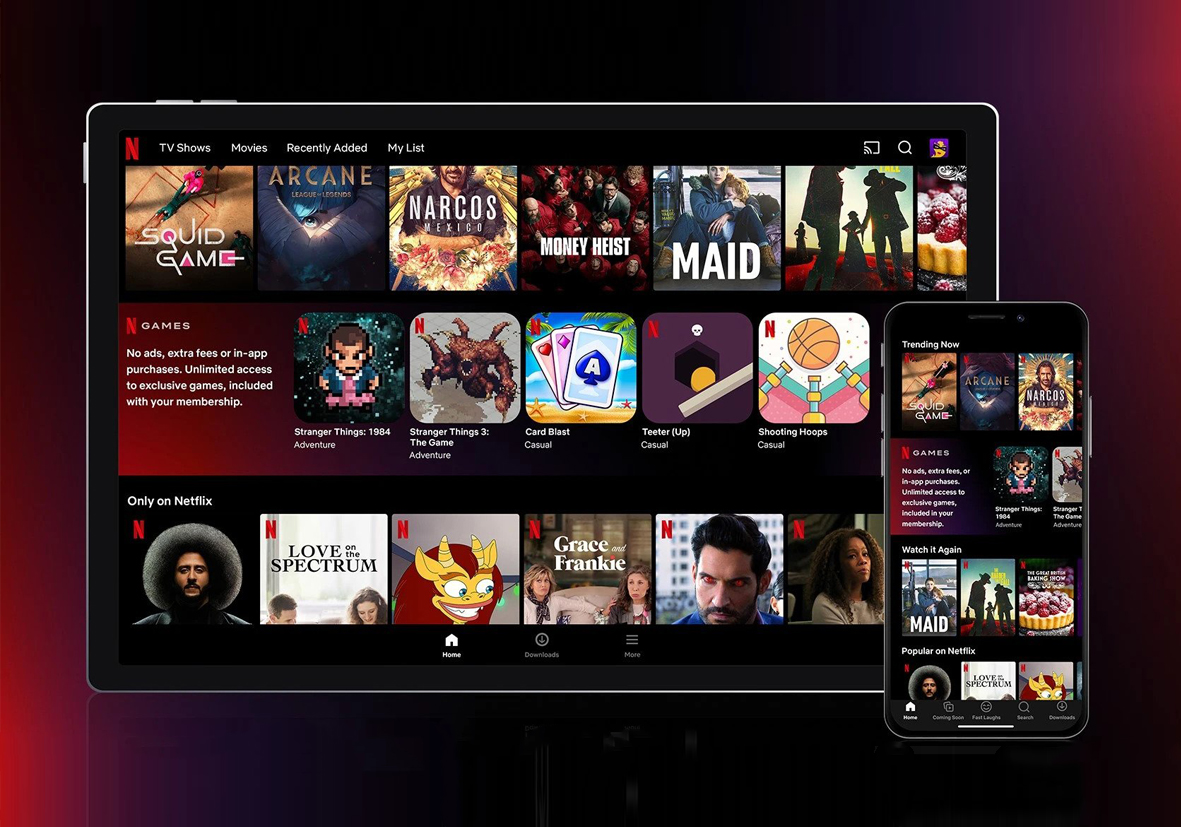 N
TV Shows Movies Recently Added My List
SQUID
GAME
ARCANE
LEAGUE OF LEGENDS
NARCOS
MEXICO
MONEY HEIST
MAID
N GAMES
No ads, extra fees or in-app
purchases. Unlimited access
to exclusive games, included
with your membership.
N
Stranger Things: 1984
Adventure
N
Stranger Things 3:
The Game
Adventure
N
A
Card Blast
Casual
N
Teeter (Up)
Casual
N
Shooting Hoops
Casual
Only on Netflix
N
N
LOVE on
the
SPECTRUM
N
N
Grace and
Frankie
N
N
Home Downloads More
Trending Now
N
SQUID
GAME
N
ARCANE
N
NARCOS
N GAMES
No ads, extra fees, or
in-app purchases.
Unlimited access to
exclusive games,
included in your
membership.
N
Stranger Things:
1984
Adventure
N
Stranger T
The Game
Adventure
Watch it Again
N
MAID
N
N
THE GREAT BRITISH
BAKING SHOW
Popular on Netflix
N
N
LOVE on
the
SPECTRUM
N
Home Coming Soon Fast Laughs Search Downloads